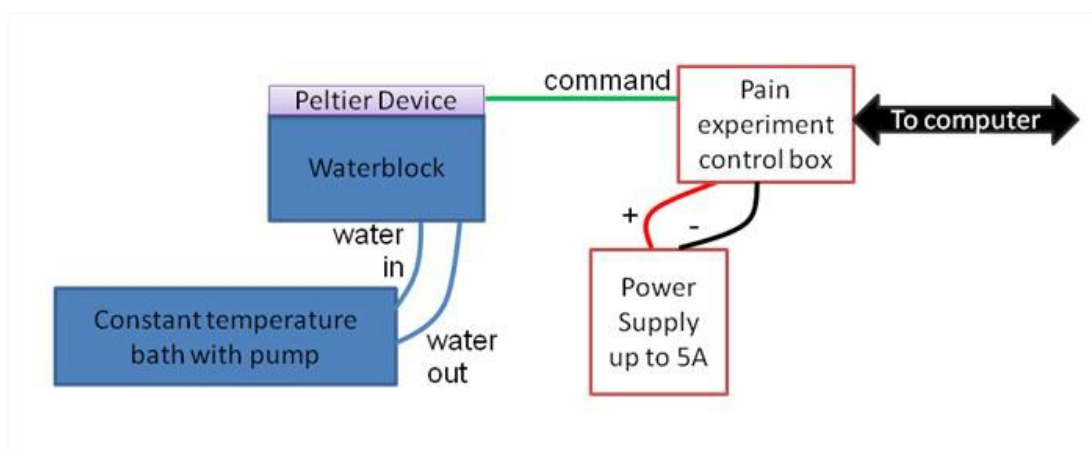 command
Peltier Device
Waterblock
Pain
experiment
control box
To computer
water
in
+
-
Constant temperature
bath with pump
water
out
Power
Supply
up to 5A